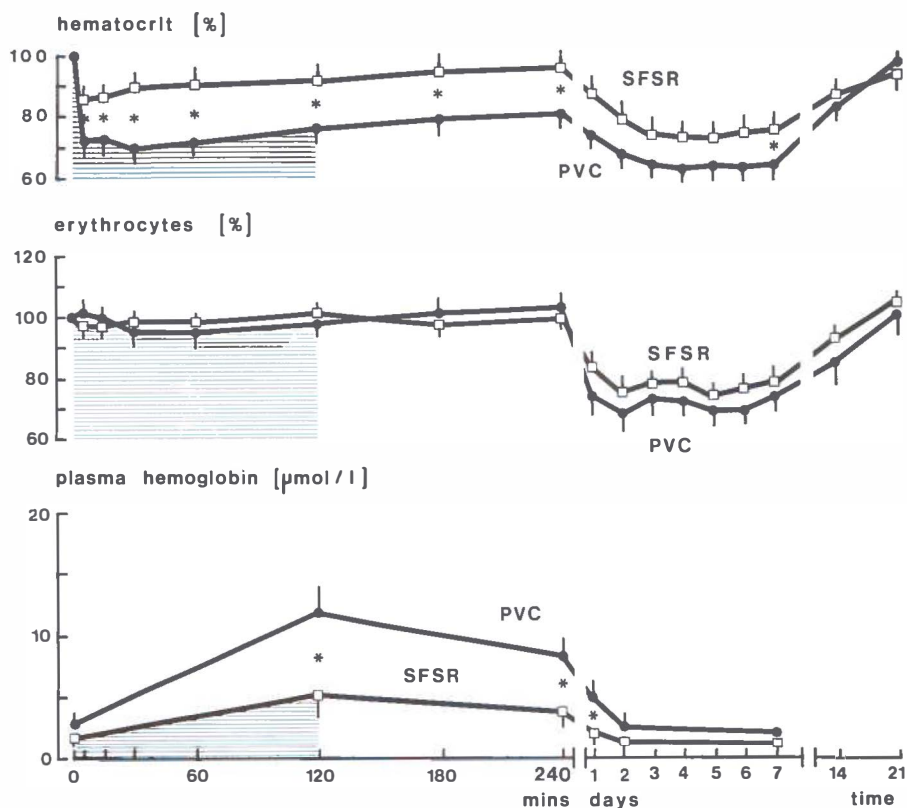 hematocrit [%]
100
80
60
SFSR
* * * * * * *
PVC
*
erythrocytes [%]
120
100
80
60
SFSR
PVC
plasma hemoglobin [µmol/l]
20
10
0
PVC
SFSR
* * *
0 60 120 180 240 1 2 3 4 5 6 7 14 21
mins days time